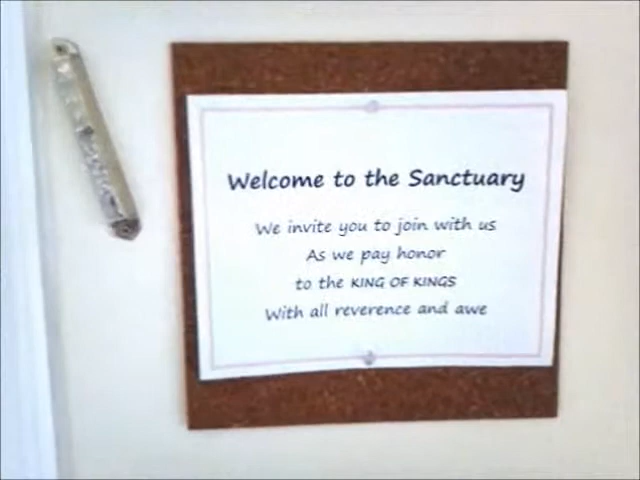 Welcome to the Sanctuary
We invite you to join with us
As we pay honor
to the KING OF KINGS
With all reverence and awe